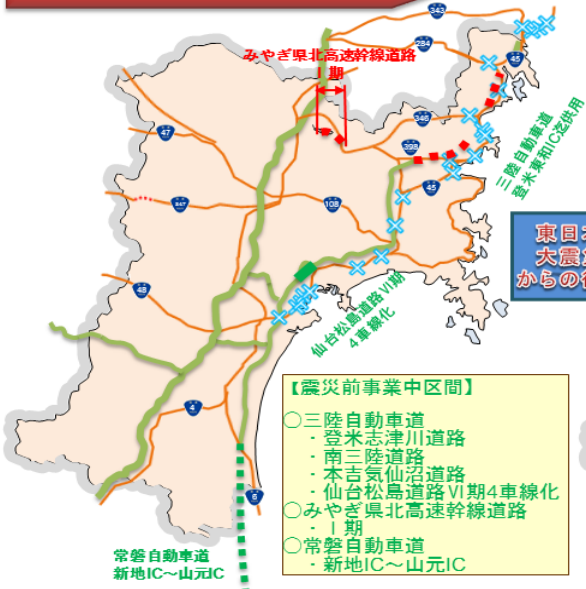 343
284
みやぎ県北高速幹線道路
Ⅰ期
45
47
346
398
三陸自動車道
登米東和IC迄供用
45
347
108
東日
大震
からの
48
仙台松島道路Ⅵ期
4車線化
【震災前事業中区間】
○三陸自動車道
・登米志津川道路
・南三陸道路
・本吉気仙沼道路
・仙台松島道路Ⅵ期4車線化
○みやぎ県北高速幹線道路
・Ⅰ期
○常磐自動車道
・新地IC～山元IC
4
6
常磐自動車道
新地IC～山元IC